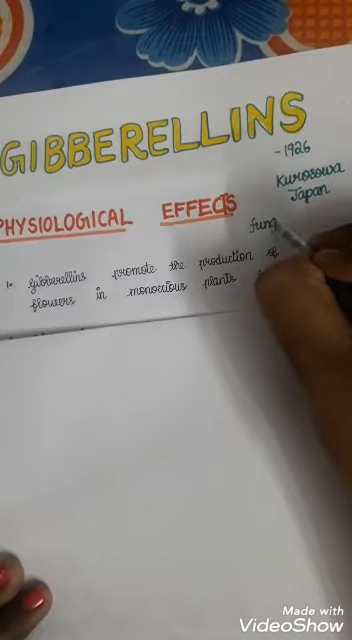 GIBBERELLINS
- 1926
Kurosowa
Japan
PHYSIOLOGICAL EFFECTS
fung
1. gibberellins promote the production of
flowers in monoecious plants
Made with
VideoShow